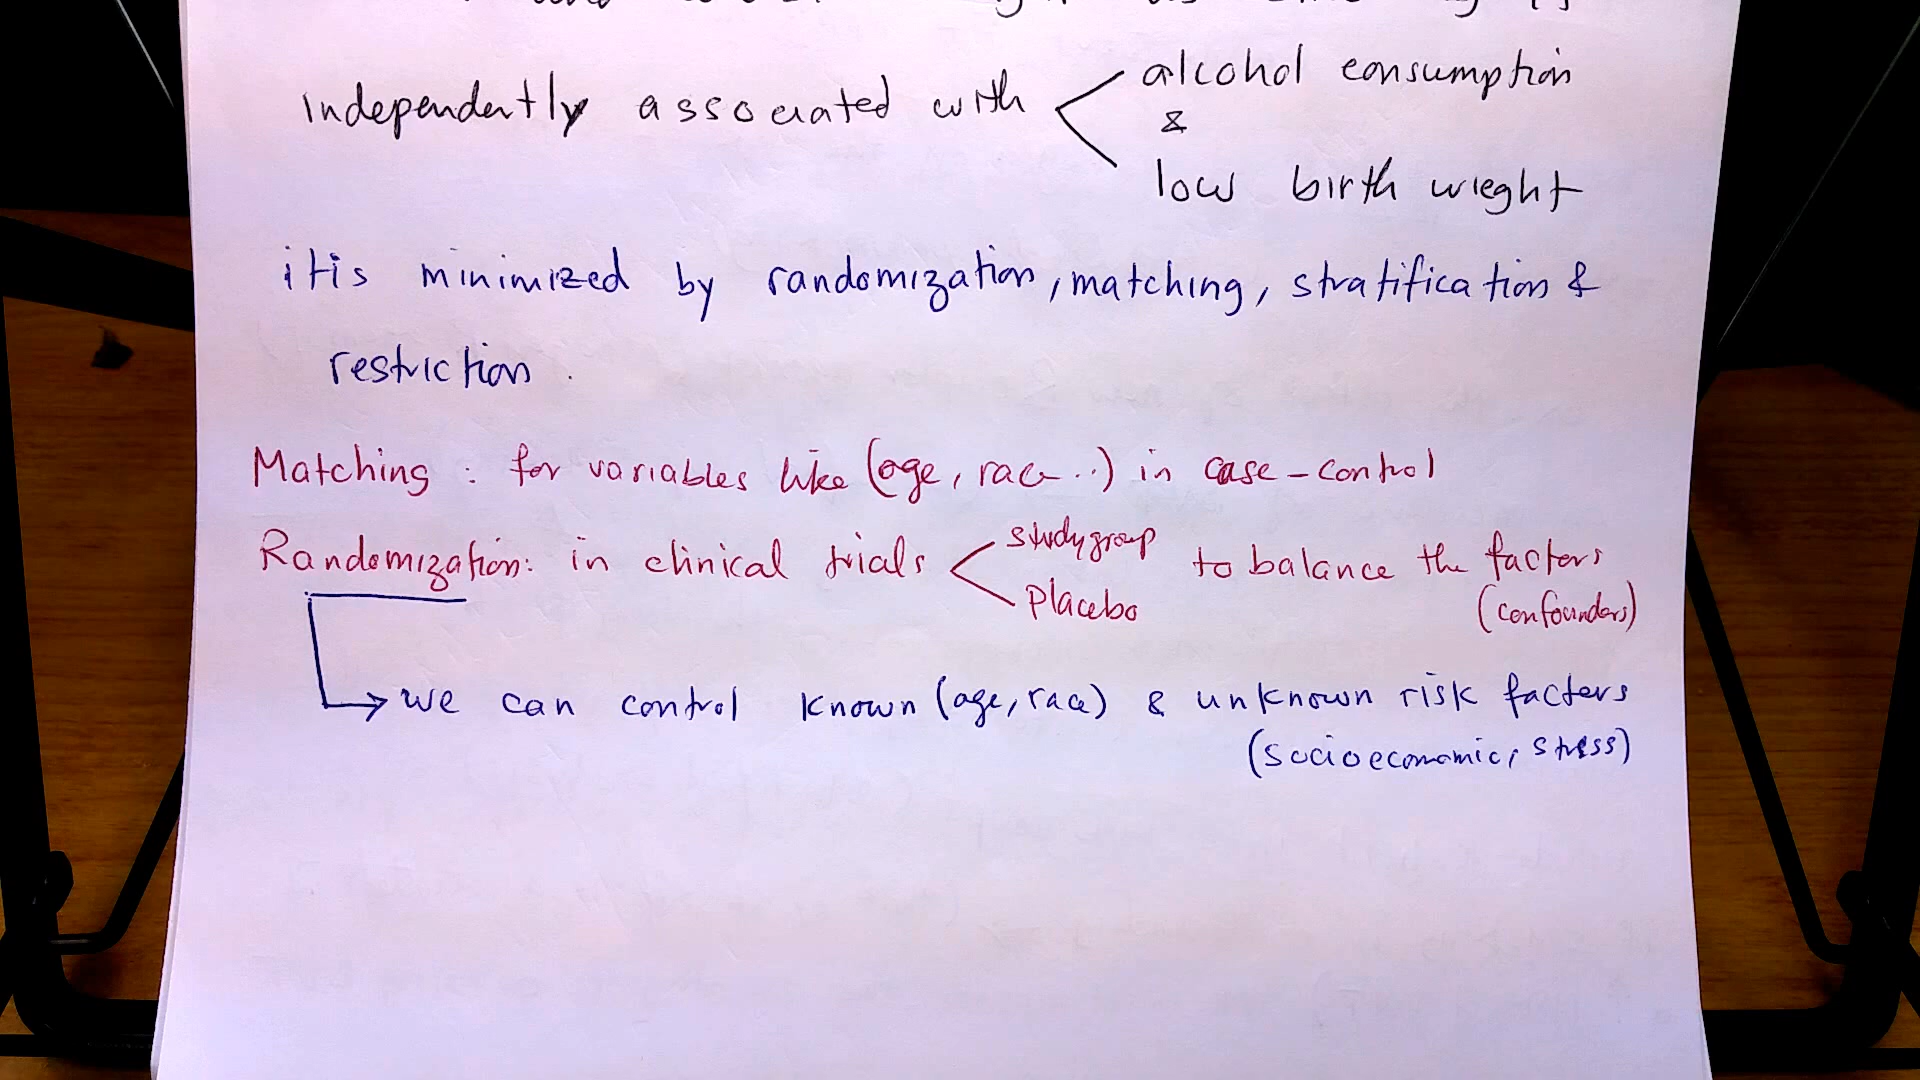 independently associated with alcohol consumption
&
low birth wieght
it is minimized by randomization, matching, stratification &
restriction.
Matching : for variables like (age, race..) in case-control
Randomization: in clinical trials study group to balance the factors
Placebo (confounders)
we can control known (age, race) & unknown risk factors
(socioeconomic, stress)